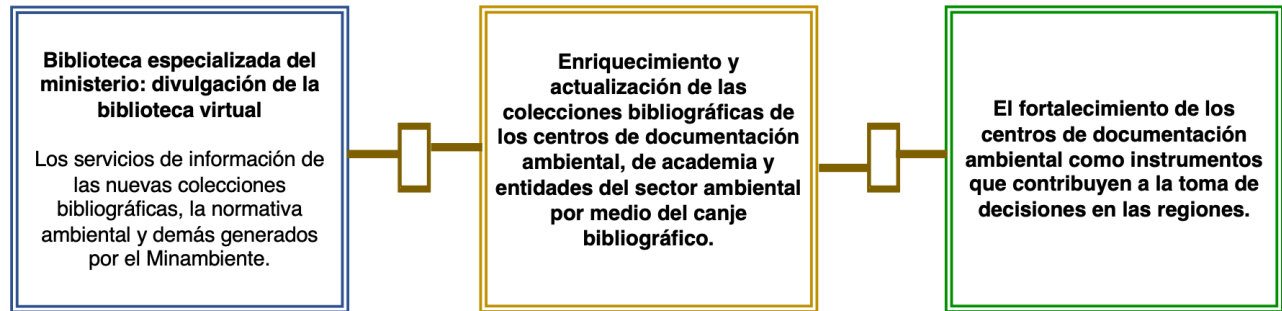 Biblioteca especializada del
ministerio: divulgación de la
biblioteca virtual
Los servicios de información de
las nuevas colecciones
bibliográficas, la normativa
ambiental y demás generados
por el Minambiente.
Enriquecimiento y
actualización de las
colecciones bibliográficas de
los centros de documentación
ambiental, de academia y
entidades del sector ambiental
por medio del canje
bibliográfico.
El fortalecimiento de los
centros de documentación
ambiental como instrumentos
que contribuyen a la toma de
decisiones en las regiones.